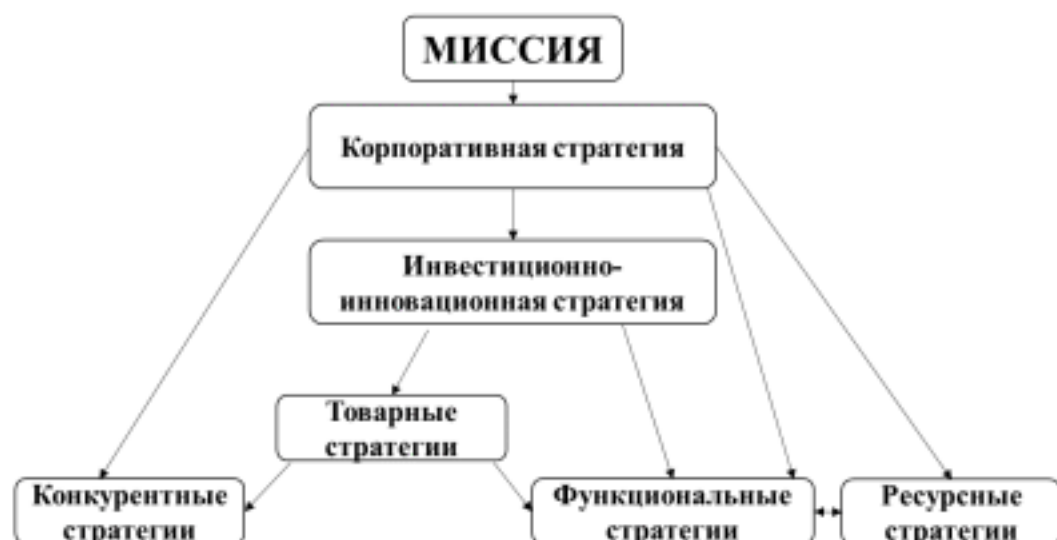 МИССИЯ
Корпоративная стратегия
Инвестиционно-
инновационная стратегия
Товарные
стратегии
Конкурентные
стратегии
Функциональные
стратегии
Ресурсные
стратегии